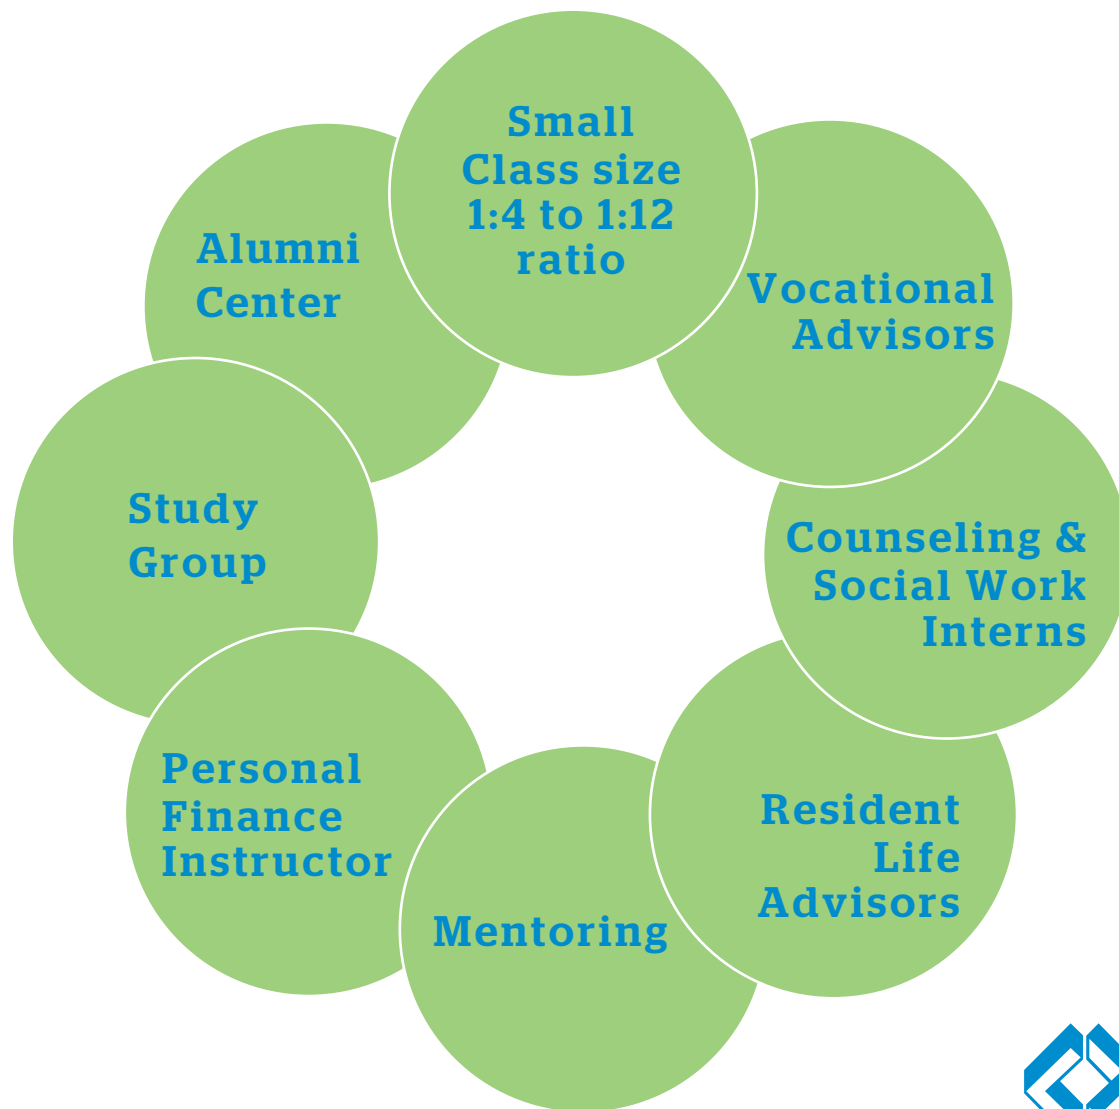 Small
Class size
1:4 to 1:12
ratio
Vocational
Advisors
Counseling &
Social Work
Interns
Resident
Life
Advisors
Mentoring
Personal
Finance
Instructor
Study
Group
Alumni
Center